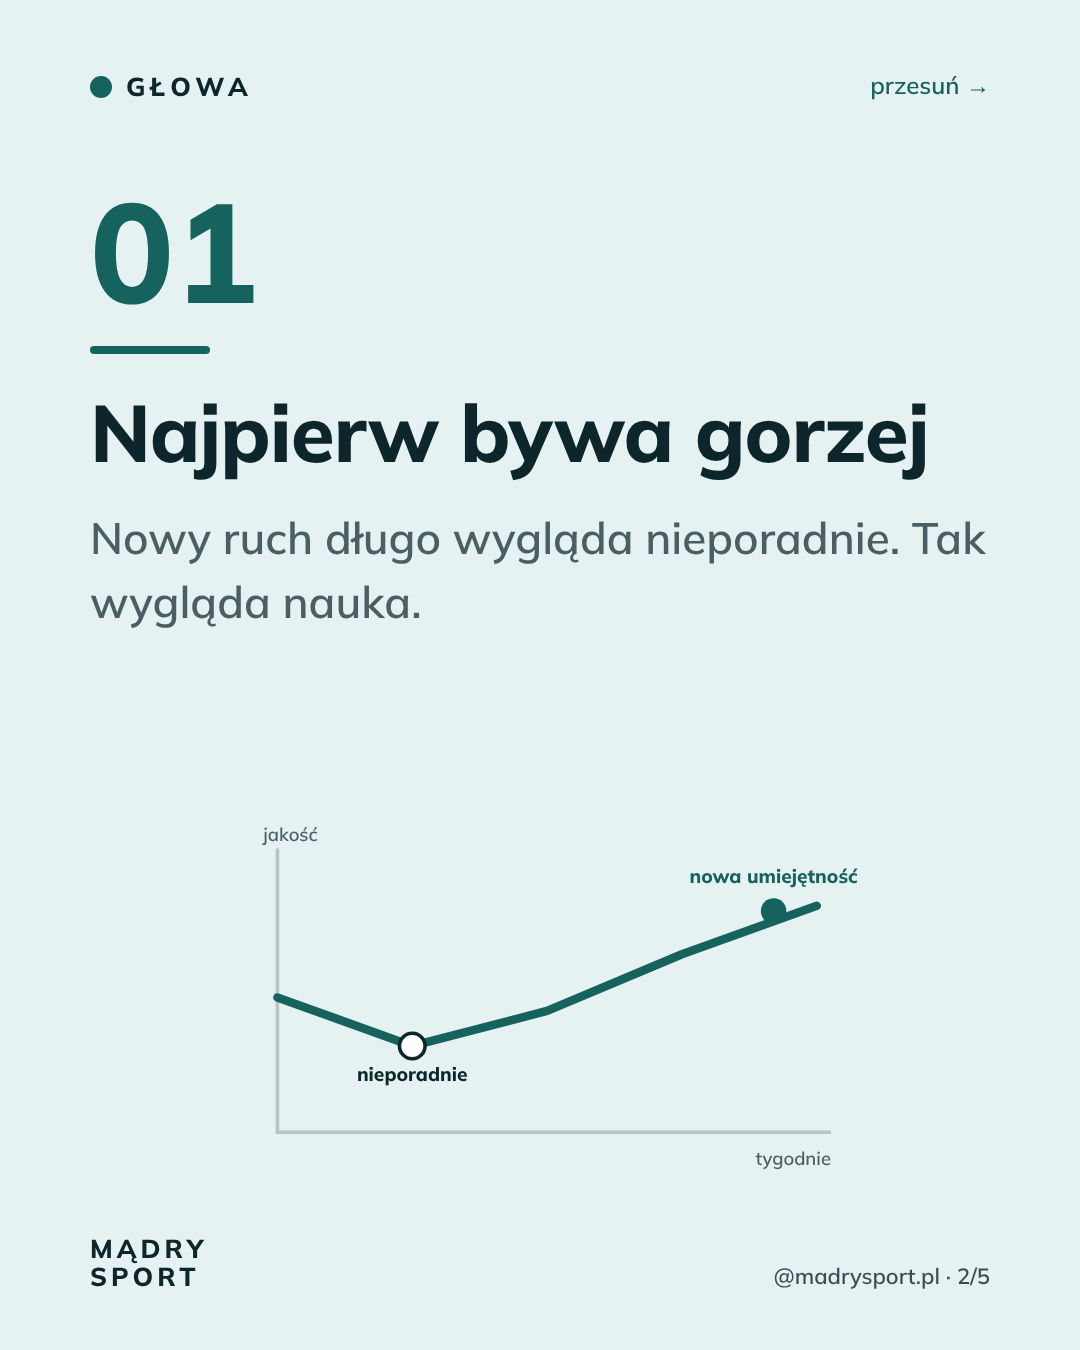 GŁOWA
przesuń →
01
Najpierw bywa gorzej
Nowy ruch długo wygląda nieporadnie. Tak
wygląda nauka.
jakość
nowa umiejętność
nieporadnie
tygodnie
MĄDRY
SPORT
@madrysport.pl · 2/5